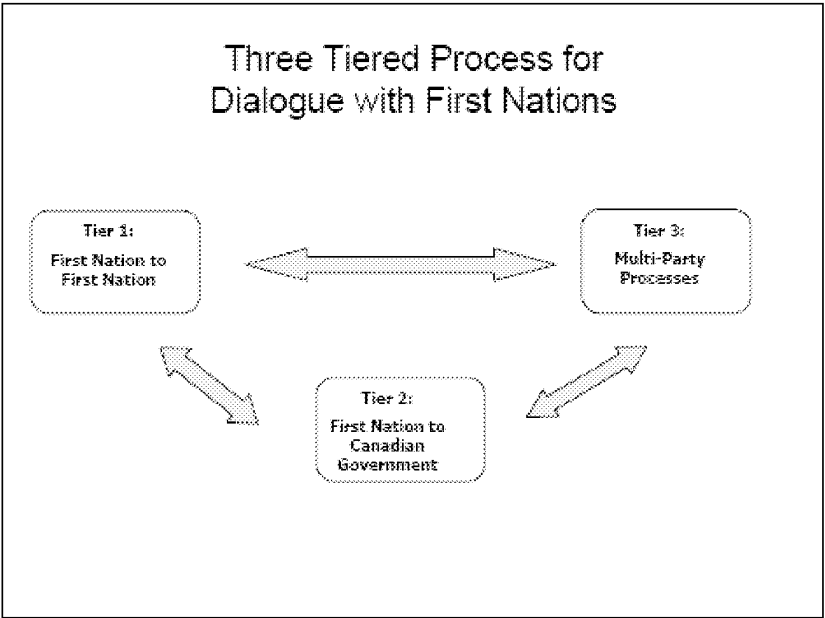 Three Tiered Process for
Dialogue with First Nations
Tier 1:
First Nation to
First Nation
Tier 3:
Multi-Party
Processes
Tier 2:
First Nation to
Canadian
Government